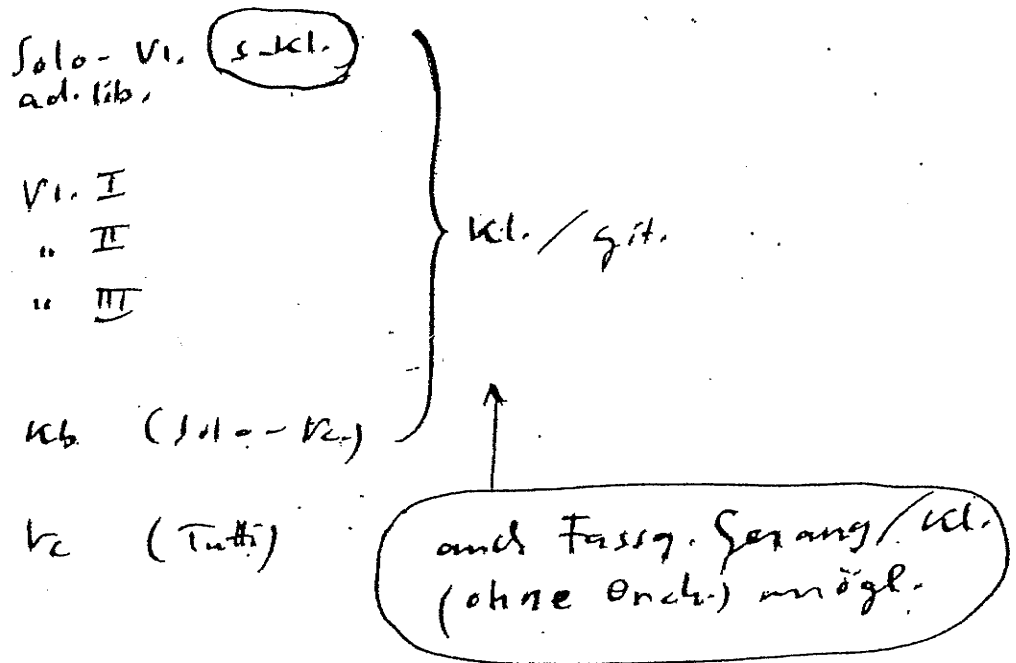 Solo-Vl. s. Kl.
ad. lib.
Vl. I
" II
" III
Kl. / Git.
Kb (Solo-Vc.)
Vc (Tutti)
auch Fassg. Gesang/Kl.
(ohne Orch.) mögl.